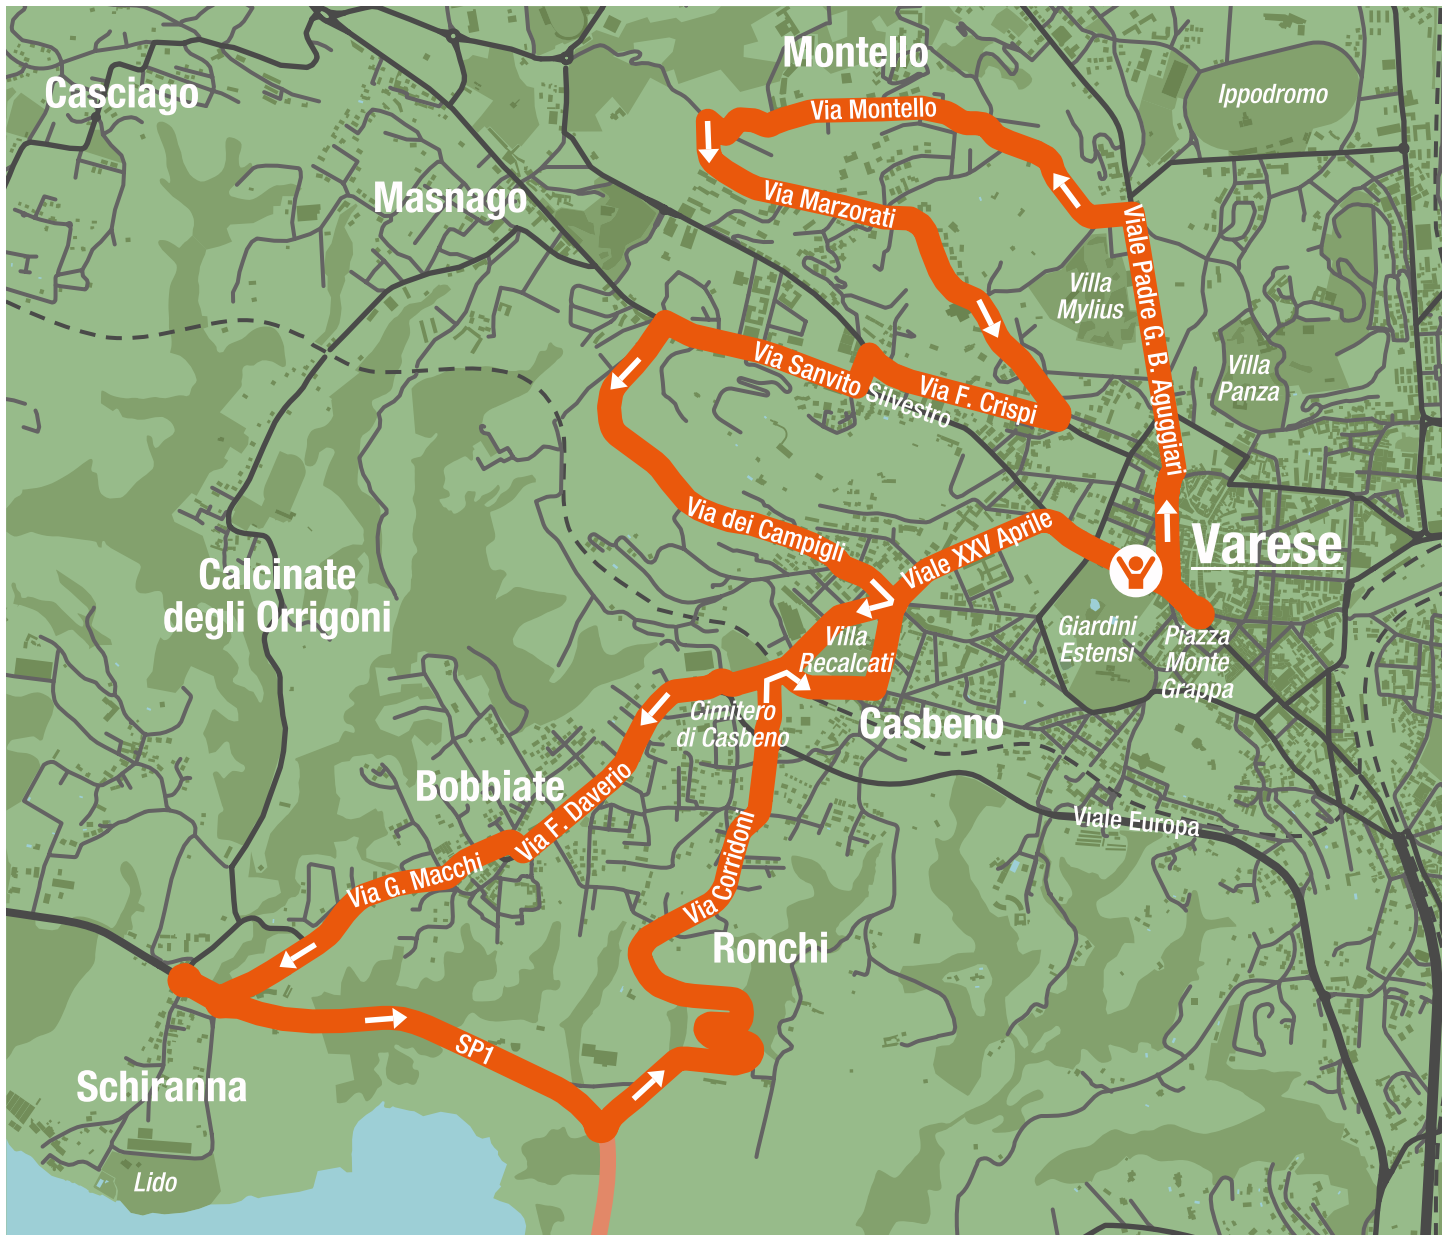 Montello
Casciago
Ippodromo
Via Montello
Masnago
Via Marzorati
Viale Padre G. B. Aguggiari
Villa
Mylius
Via Sanvito Silvestro
Via F. Crispi
Villa
Panza
Via dei Campigli
Viale XXV Aprile
Varese
Calcinate
degli Orrigoni
Villa
Recalcati
Giardini
Estensi
Piazza
Monte
Grappa
Cimitero
di Casbeno
Casbeno
Bobbiate
Via F. Daverio
Viale Europa
Via G. Macchi
Via Corridoni
Ronchi
SP1
Schiranna
Lido